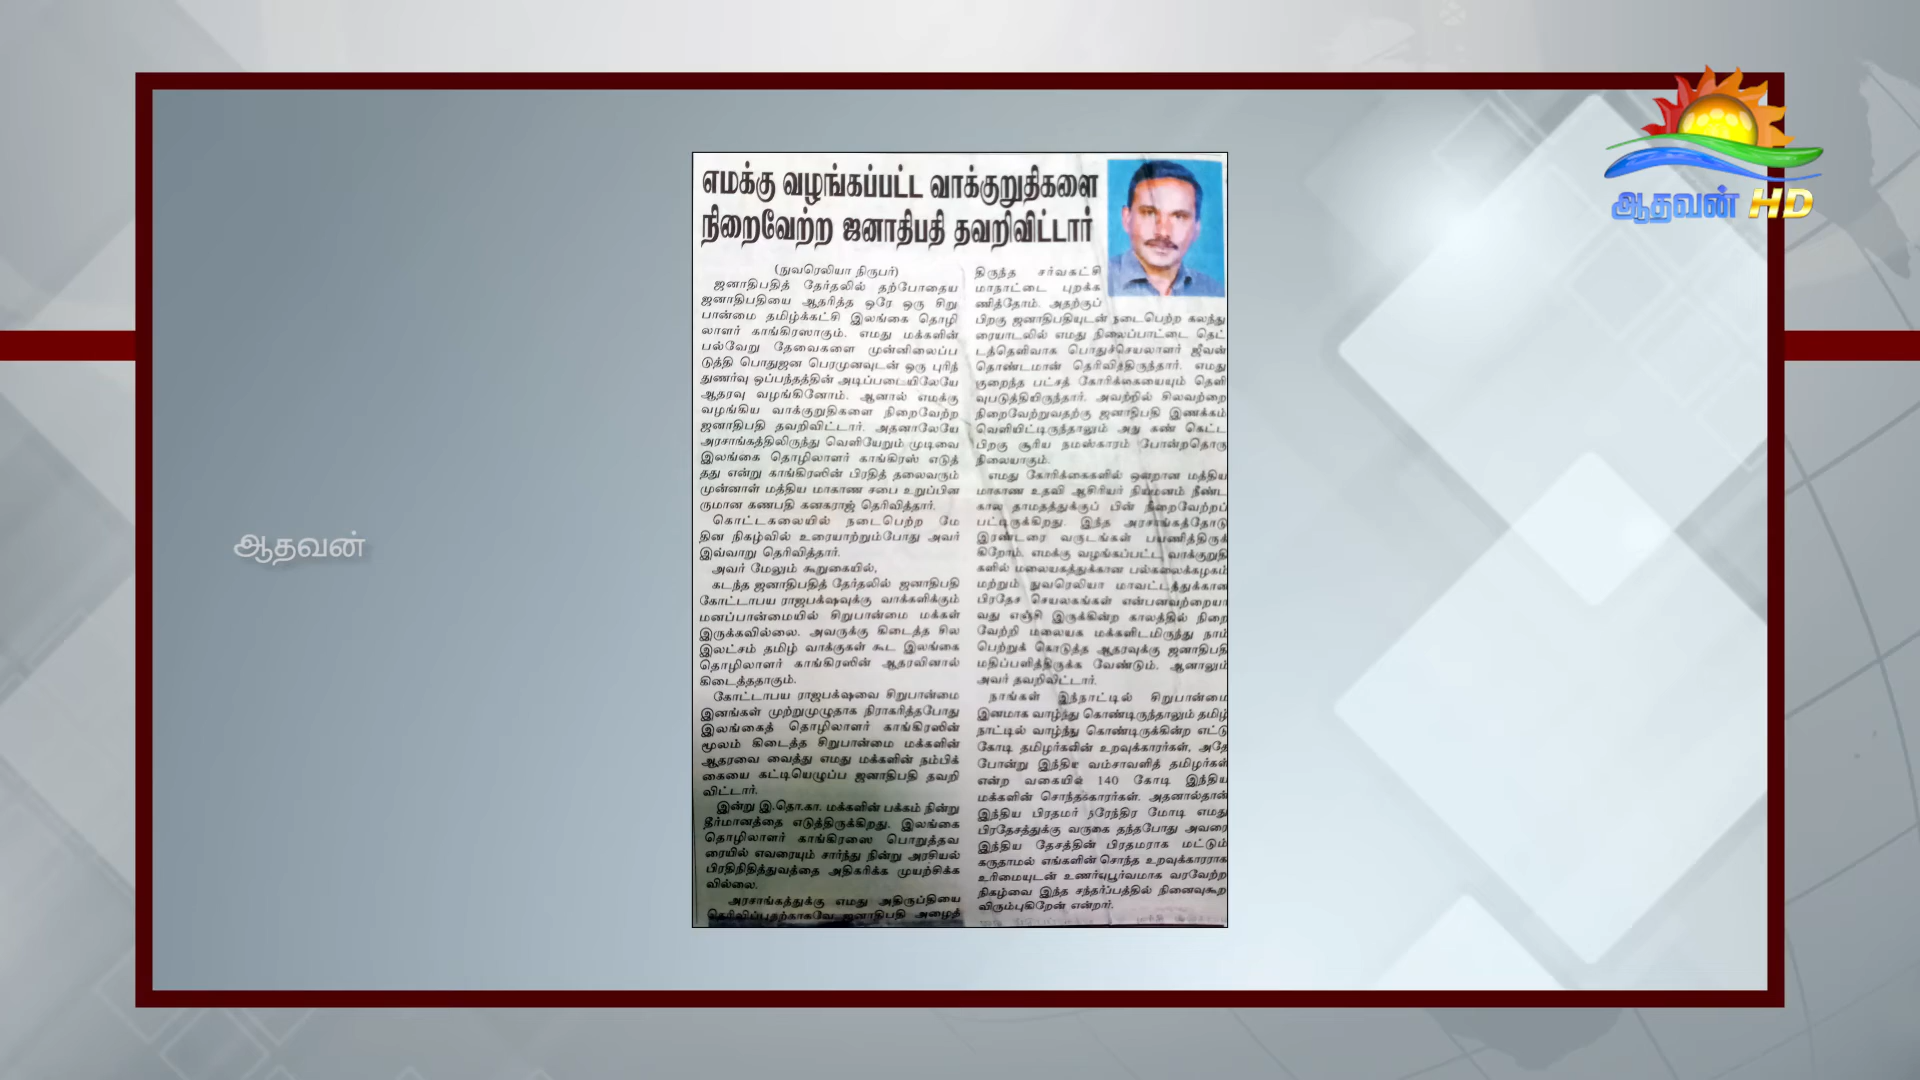 எமக்கு வழங்கப்பட்ட வாக்குறுதிகளை
நிறைவேற்ற ஜனாதிபதி தவறிவிட்டார்
(நுவரெலியா நிருபர்)
ஜனாதிபதித் தேர்தலில் தற்போதைய
ஜனாதிபதியை ஆதரித்த ஒரே ஒரு சிறு
பான்மை தமிழ்க்கட்சி இலங்கை தொழி
லாளர் காங்கிரஸாகும். எமது மக்களின்
பல்வேறு தேவைகளை முன்னிலைப்ப
டுத்தி பொதுஜன பெரமுனவுடன் ஒரு புரிந்
துணர்வு ஒப்பந்தத்தின் அடிப்படையிலேயே
ஆதரவு வழங்கினோம். ஆனால் எமக்கு
வழங்கிய வாக்குறுதிகளை நிறைவேற்ற
ஜனாதிபதி தவறிவிட்டார். அதனாலேயே
அரசாங்கத்திலிருந்து வெளியேறும் முடிவை
இலங்கை தொழிலாளர் காங்கிரஸ் எடுத்
தது என்று காங்கிரஸின் பிரதித் தலைவரும்
முன்னாள் மத்திய மாகாண சபை உறுப்பின
ருமான கணபதி கனகராஜ் தெரிவித்தார்.
கொட்டகலையில் நடைபெற்ற மே
தின நிகழ்வில் உரையாற்றும்போது அவர்
இவ்வாறு தெரிவித்தார்.
அவர் மேலும் கூறுகையில்,
கடந்த ஜனாதிபதித் தேர்தலில் ஜனாதிபதி
கோட்டாபய ராஜபக்ஷவுக்கு வாக்களிக்கும்
மனப்பான்மையில் சிறுபான்மை மக்கள்
இருக்கவில்லை. அவருக்கு கிடைத்த சில
இலட்சம் தமிழ் வாக்குகள் கூட இலங்கை
தொழிலாளர் காங்கிரஸின் ஆதரவினால்
கிடைத்ததாகும்.
கோட்டாபய ராஜபக்ஷவை சிறுபான்மை
இனங்கள் முற்றுமுழுதாக நிராகரித்தபோது
இலங்கைத் தொழிலாளர் காங்கிரஸின்
மூலம் கிடைத்த சிறுபான்மை மக்களின்
ஆதரவை வைத்து எமது மக்களின் நம்பிக்
கையை கட்டியெழுப்ப ஜனாதிபதி தவறி
விட்டார்.
இன்று இ.தொ.கா. மக்களின் பக்கம் நின்று
தீர்மானத்தை எடுத்திருக்கிறது. இலங்கை
தொழிலாளர் காங்கிரஸை பொறுத்தவ
ரையில் எவரையும் சார்ந்து நின்று அரசியல்
பிரதிநிதித்துவத்தை அதிகரிக்க முயற்சிக்க
வில்லை.
அரசாங்கத்துக்கு எமது அதிருப்தியை
தெரிவிப்பதற்காகவே ஜனாதிபதி அழைத்
திருந்த சர்வகட்சி
மாநாட்டை புறக்க
ணித்தோம். அதற்குப்
பிறகு ஜனாதிபதியுடன் நடைபெற்ற கலந்து
ரையாடலில் எமது நிலைப்பாட்டை தெட்
டத்தெளிவாக பொதுச்செயலாளர் ஜீவன்
தொண்டமான் தெரிவித்திருந்தார். எமது
குறைந்த பட்சத் கோரிக்கையையும் தெளி
வுபடுத்தியிருந்தார். அவற்றில் சிலவற்றை
நிறைவேற்றுவதற்கு ஜனாதிபதி இணக்கம்
வெளியிட்டிருந்தாலும் அது கண் கெட்ட
பிறகு சூரிய நமஸ்காரம் போன்றதொரு
நிலையாகும்.
எமது கோரிக்கைகளில் ஒன்றான மத்திய
மாகாண உதவி ஆசிரியர் நியமனம் நீண்ட
கால தாமதத்துக்குப் பின் நிறைவேற்றப்
பட்டிருக்கிறது. இந்த அரசாங்கத்தோடு
இரண்டரை வருடங்கள் பயணித்திருக்
கிறோம். எமக்கு வழங்கப்பட்ட வாக்குறுதி
களில் மலையகத்துக்கான பல்கலைக்கழகம்
மற்றும் நுவரெலியா மாவட்டத்துக்கான
பிரதேச செயலகங்கள் என்பனவற்றையா
வது எஞ்சி இருக்கின்ற காலத்தில் நிறை
வேற்றி மலையக மக்களிடமிருந்து நாம்
பெற்றுக் கொடுத்த ஆதரவுக்கு ஜனாதிபதி
மதிப்பளித்திருக்க வேண்டும். ஆனாலும்
அவர் தவறிவிட்டார்.
நாங்கள் இந்நாட்டில் சிறுபான்மை
இனமாக வாழ்ந்து கொண்டிருந்தாலும் தமிழ்
நாட்டில் வாழ்ந்து கொண்டிருக்கின்ற எட்டு
கோடி தமிழர்களின் உறவுக்காரர்கள், அதே
போன்று இந்திய வம்சாவளித் தமிழர்கள்
என்ற வகையில் 140 கோடி இந்திய
மக்களின் சொந்தக்காரர்கள். அதனால்தான்
இந்திய பிரதமர் நரேந்திர மோடி எமது
பிரதேசத்துக்கு வருகை தந்தபோது அவரை
இந்திய தேசத்தின் பிரதமராக மட்டும்
கருதாமல் எங்களின் சொந்த உறவுக்காரராக
உரிமையுடன் உணர்வுபூர்வமாக வரவேற்ற
நிகழ்வை இந்த சந்தர்ப்பத்தில் நினைவுகூற
விரும்புகிறேன் என்றார்.
ஆதவன் HD
ஆதவன்